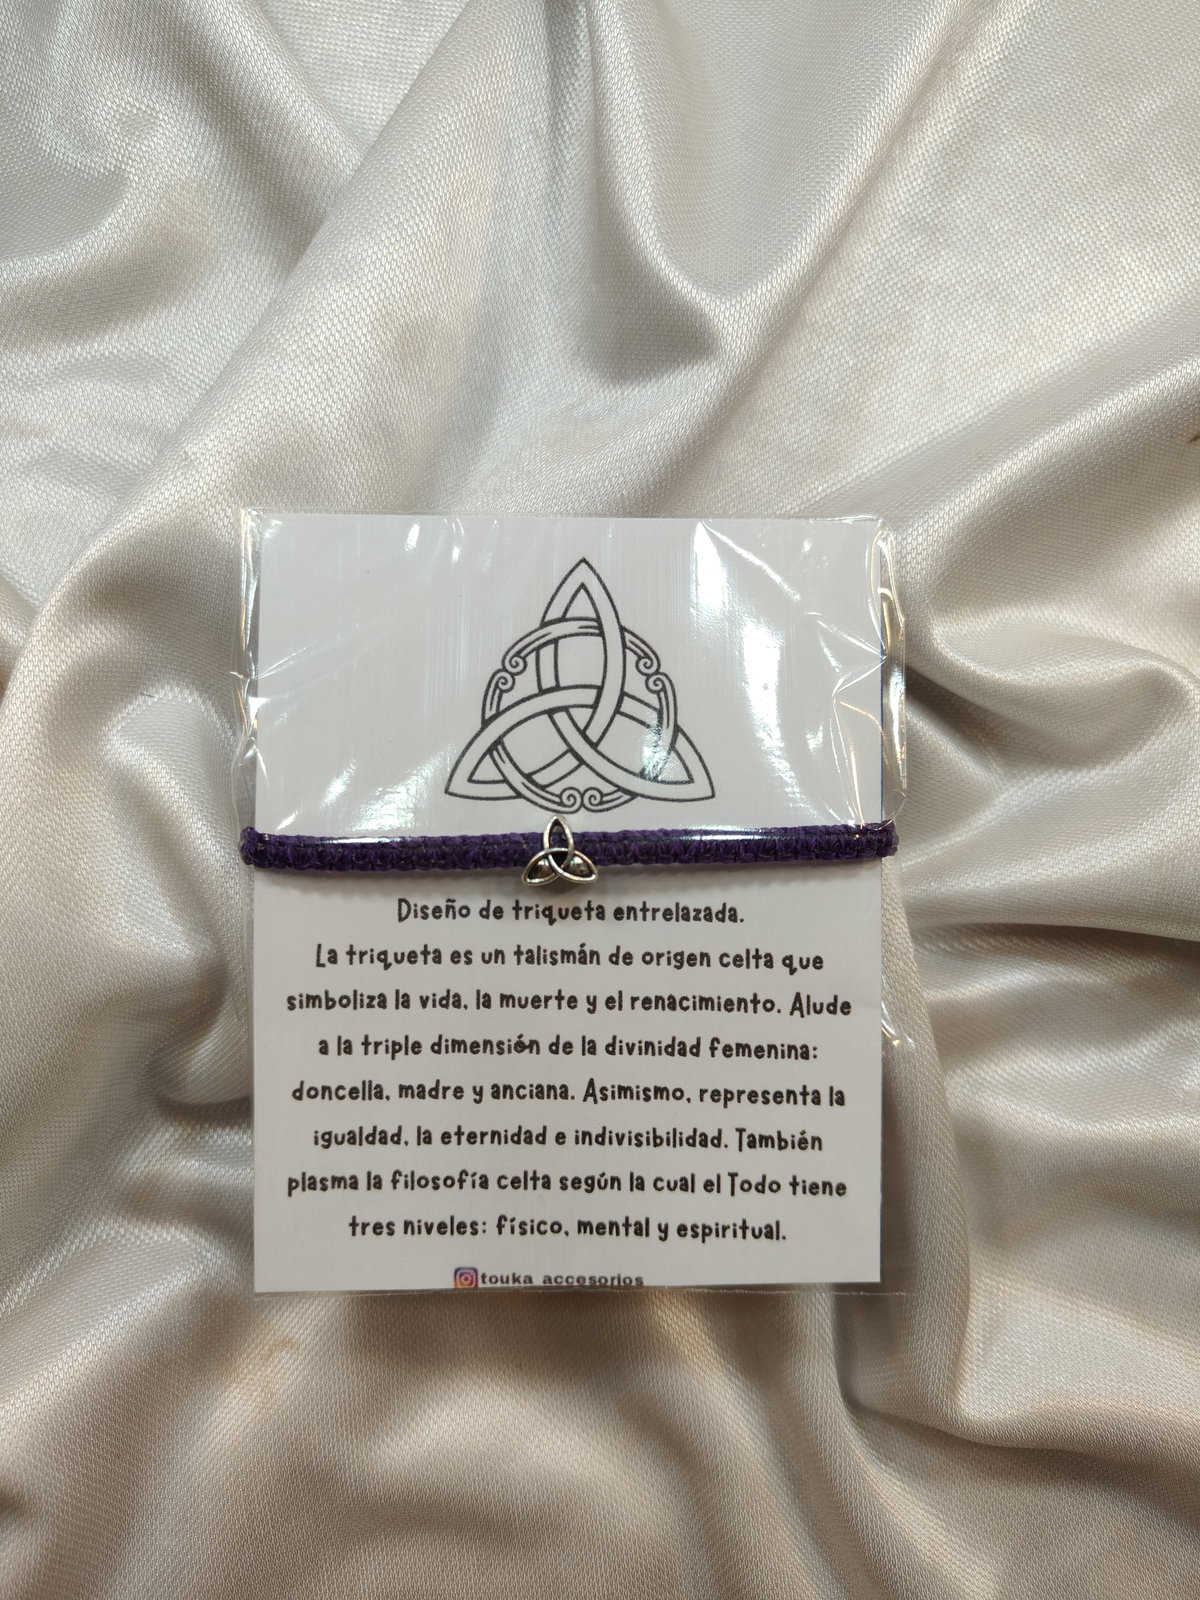 Diseño de triqueta entrelazada.
La triqueta es un talismán de origen celta que
simboliza la vida, la muerte y el renacimiento. Alude
a la triple dimensión de la divinidad femenina:
doncella, madre y anciana. Asimismo, representa la
igualdad, la eternidad e indivisibilidad. También
plasma la filosofía celta según la cual el Todo tiene
tres niveles: físico, mental y espiritual.
touka_accesorios